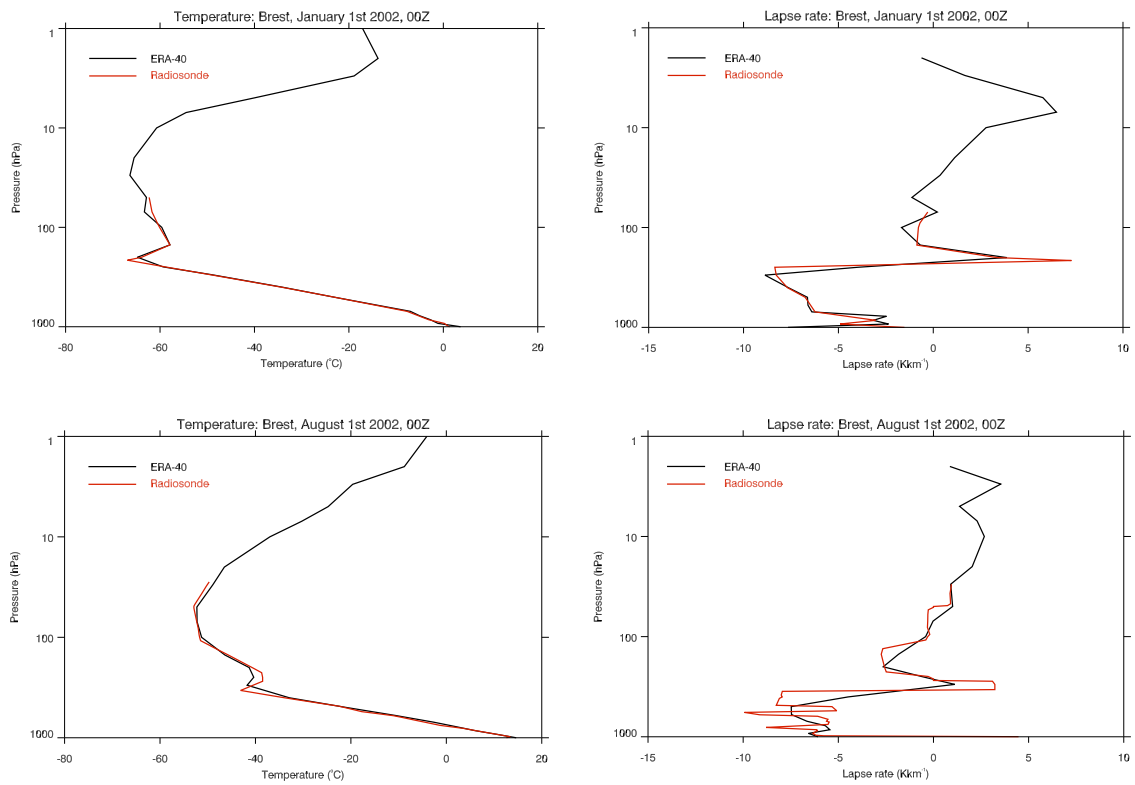 Temperature: Brest, January 1st 2002, 00Z
1
10
100
1000
Pressure (hPa)
ERA-40
Radiosonde
-80
-60
-40
-20
0
20
Temperature (°C)
Lapse rate: Brest, January 1st 2002, 00Z
1
10
100
1000
Pressure (hPa)
ERA-40
Radiosonde
-15
-10
-5
0
5
10
Lapse rate (Kkm⁻¹)
Temperature: Brest, August 1st 2002, 00Z
1
10
100
1000
Pressure (hPa)
ERA-40
Radiosonde
-80
-60
-40
-20
0
20
Temperature (°C)
Lapse rate: Brest, August 1st 2002, 00Z
1
10
100
1000
Pressure (hPa)
ERA-40
Radiosonde
-15
-10
-5
0
5
10
Lapse rate (Kkm⁻¹)